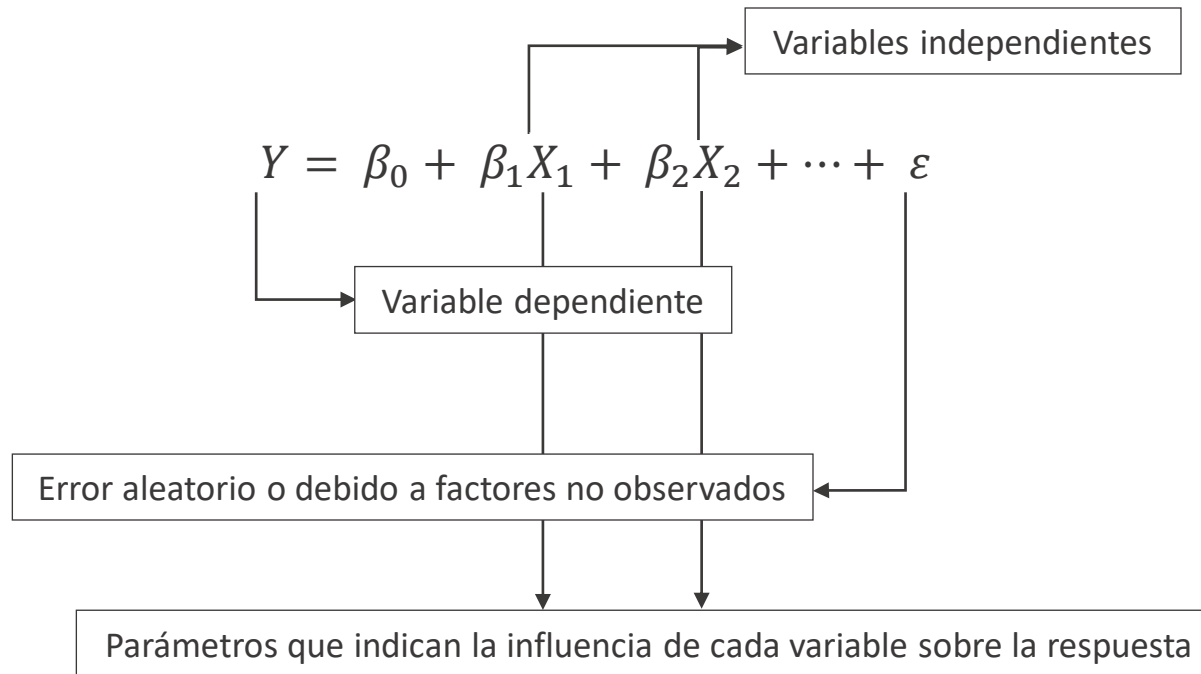 Variables independientes
Y = β₀ + β₁X₁ + β₂X₂ + ⋯ + ε
Variable dependiente
Error aleatorio o debido a factores no observados
Parámetros que indican la influencia de cada variable sobre la respuesta